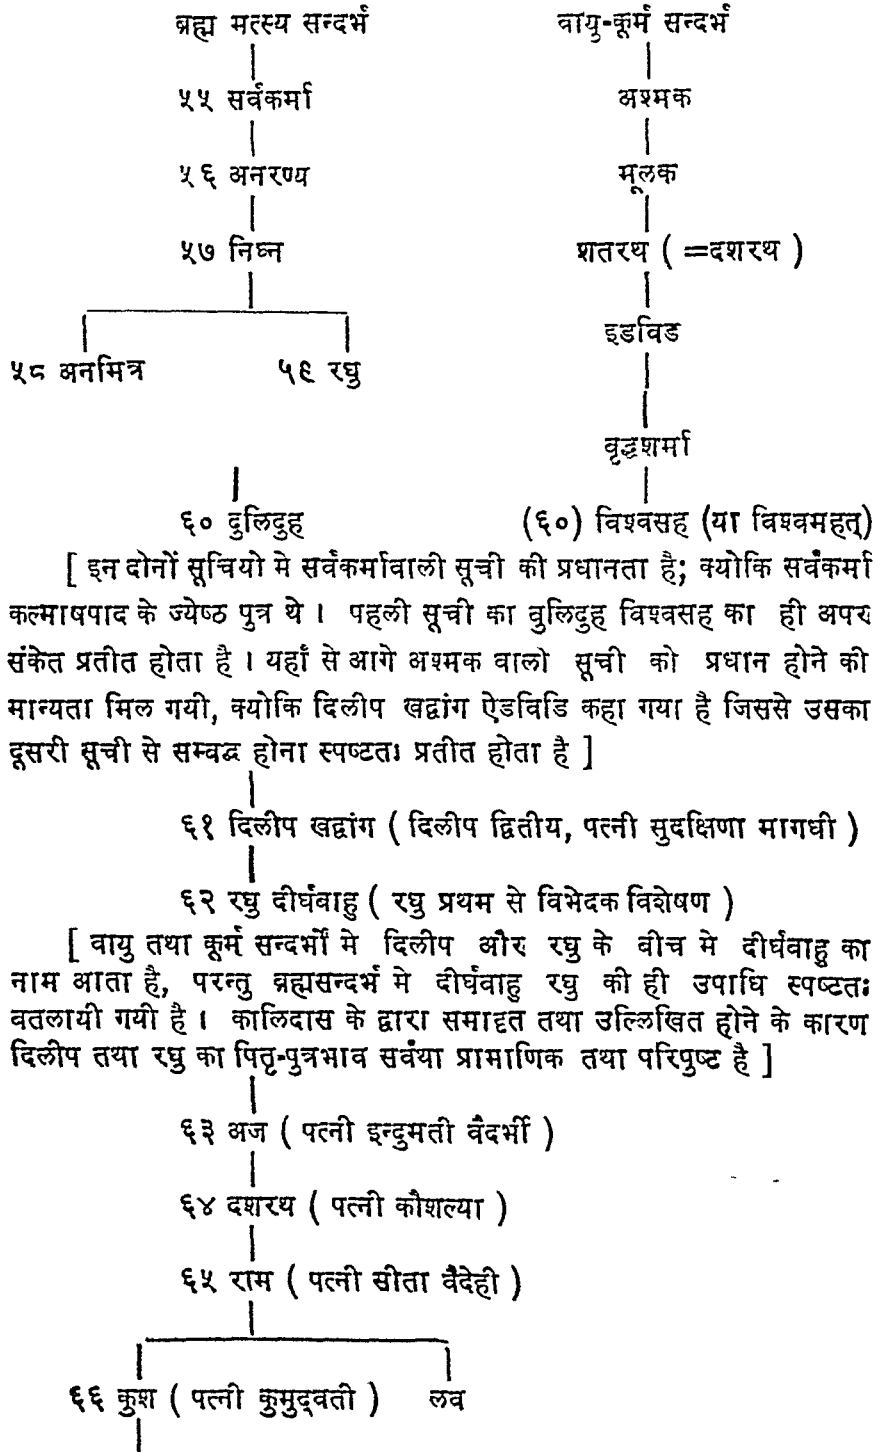 ब्रह्म मत्स्य सन्दर्भ वायु-कूर्म सन्दर्भ
५५ सर्वकर्मा अश्मक
५६ अनरण्य मूलक
५७ निघ्न शतरथ ( =दशरथ )
इडविड
५८ अनमित्र ५९ रघु
वृद्धशर्मा
६० दुलिदुह (६०) विश्वसह (या विश्वमहत्)
[ इन दोनों सूचियो मे सर्वकर्मावाली सूची की प्रधानता है; क्योकि सर्वकर्मा
कल्माषपाद के ज्येष्ठ पुत्र थे । पहली सूची का वुलिदुह विश्वसह का ही अपर
संकेत प्रतीत होता है । यहाँ से आगे अश्मक वालो सूची को प्रधान होने की
मान्यता मिल गयी, क्योकि दिलीप खट्वांग ऐडविडि कहा गया है जिससे उसका
दूसरी सूची से सम्वद्ध होना स्पष्टतः प्रतीत होता है ]
६१ दिलीप खट्वांग ( दिलीप द्वितीय, पत्नी सुदक्षिणा मागधी )
६२ रघु दीर्घवाहु ( रघु प्रथम से विभेदक विशेषण )
[ वायु तथा कूर्म सन्दर्भों मे दिलीप और रघु के वीच मे दीर्घवाहु का
नाम आता है, परन्तु ब्रह्मसन्दर्भ मे दीर्घवाहु रघु की ही उपाधि स्पष्टतः
वतलायी गयी है । कालिदास के द्वारा समादृत तथा उल्लिखित होने के कारण
दिलीप तथा रघु का पितृ-पुत्रभाव सर्वथा प्रामाणिक तथा परिपुष्ट है ]
६३ अज ( पत्नी इन्दुमती वैदर्भी )
६४ दशरथ ( पत्नी कौशल्या )
६५ राम ( पत्नी सीता वैदेही )
६६ कुश ( पत्नी कुमुद्वती ) लव